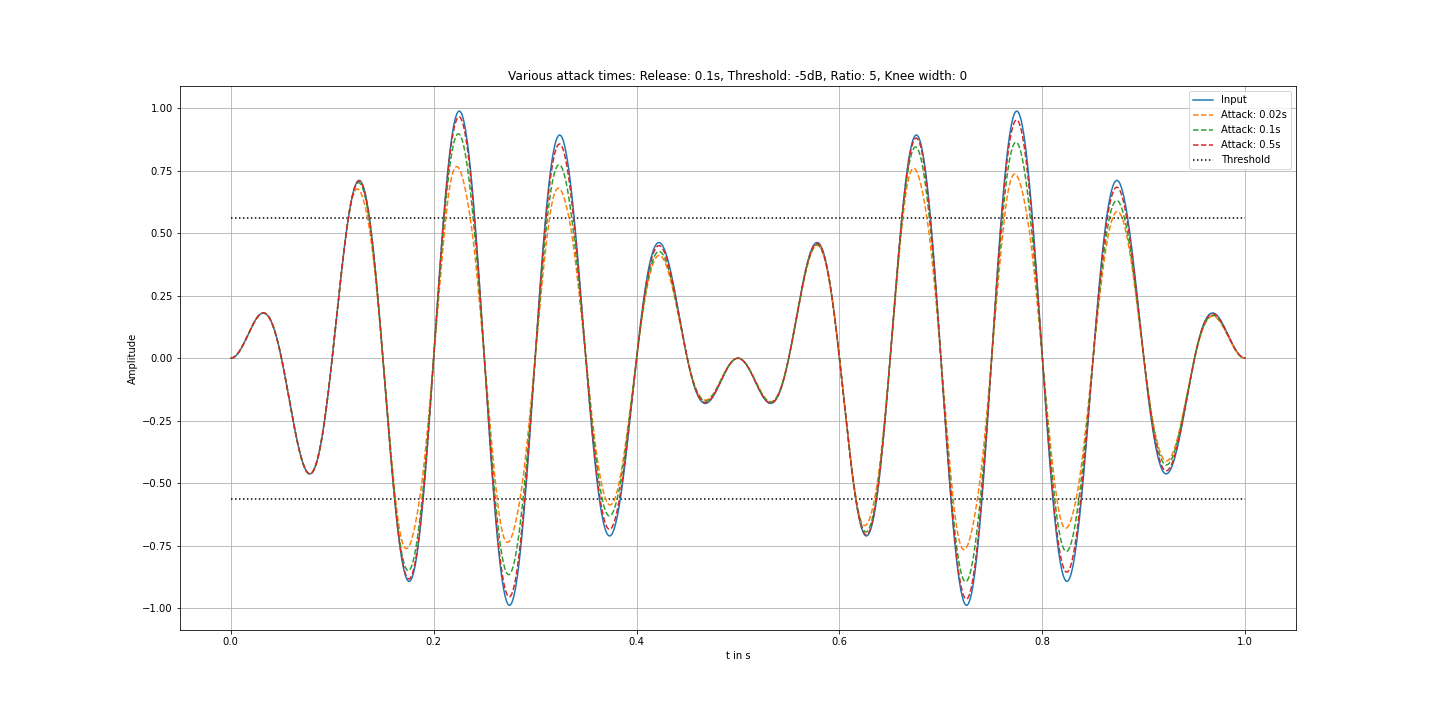 Various attack times: Release: 0.1s, Threshold: -5dB, Ratio: 5, Knee width: 0
Input
Attack: 0.02s
Attack: 0.1s
Attack: 0.5s
Threshold
1.00
0.75
0.50
0.25
0.00
−0.25
−0.50
−0.75
−1.00
Amplitude
0.0
0.2
0.4
0.6
0.8
1.0
t in s